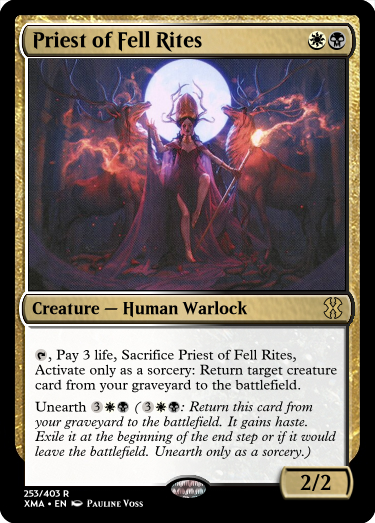 Priest of Fell Rites
Creature — Human Warlock
, Pay 3 life, Sacrifice Priest of Fell Rites,
Activate only as a sorcery: Return target creature
card from your graveyard to the battlefield.
Unearth 3 ( 3 : Return this card from
your graveyard to the battlefield. It gains haste.
Exile it at the beginning of the end step or if it would
leave the battlefield. Unearth only as a sorcery.)
2/2
253/403 R
XMA • EN Pauline Voss